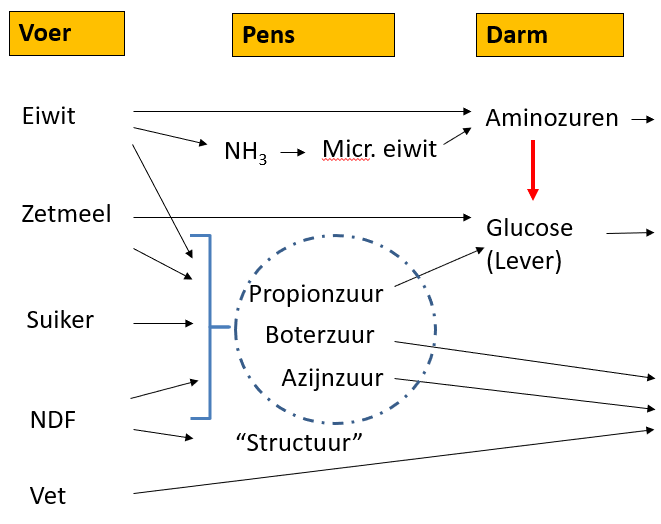 Voer
Pens
Darm
Eiwit
Aminozuren
NH₃
Micr. eiwit
Zetmeel
Glucose
(Lever)
Propionzuur
Suiker
Boterzuur
Azijnzuur
NDF
“Structuur”
Vet